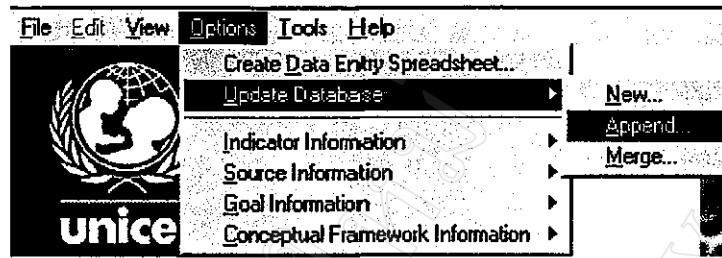 File Edit View Options Tools Help
Create Data Entry Spreadsheet...
Update Database
New...
Append...
Merge...
Indicator Information
Source Information
Goal Information
Conceptual Framework Information
unice